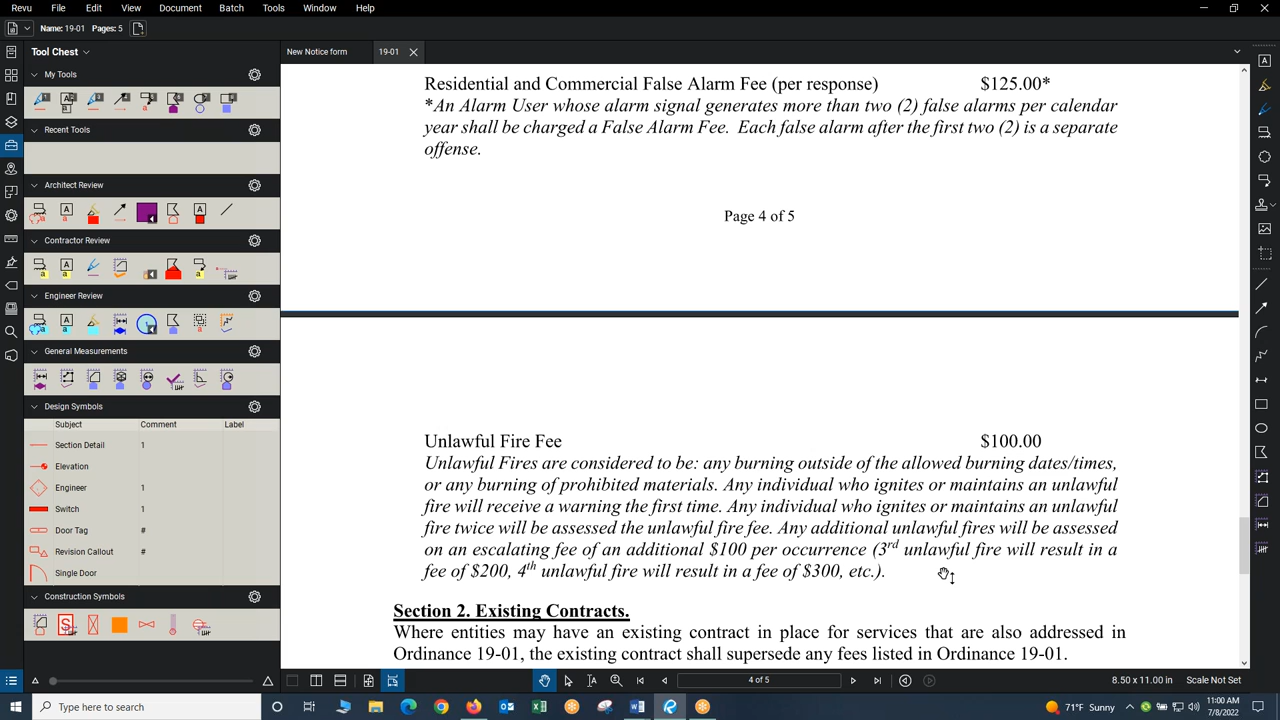 Revu File Edit View Document Batch Tools Window Help
Name: 19-01 Pages: 5
Tool Chest
New Notice form 19-01
My Tools
Recent Tools
Architect Review
Contractor Review
Engineer Review
General Measurements
Design Symbols
Subject Comment Label
Section Detail 1
Elevation
Engineer 1
Switch 1
Door Tag #
Revision Callout #
Single Door
Construction Symbols
Residential and Commercial False Alarm Fee (per response) $125.00*
*An Alarm User whose alarm signal generates more than two (2) false alarms per calendar
year shall be charged a False Alarm Fee. Each false alarm after the first two (2) is a separate
offense.
Page 4 of 5
Unlawful Fire Fee $100.00
Unlawful Fires are considered to be: any burning outside of the allowed burning dates/times,
or any burning of prohibited materials. Any individual who ignites or maintains an unlawful
fire will receive a warning the first time. Any individual who ignites or maintains an unlawful
fire twice will be assessed the unlawful fire fee. Any additional unlawful fires will be assessed
on an escalating fee of an additional $100 per occurrence (3rd unlawful fire will result in a
fee of $200, 4th unlawful fire will result in a fee of $300, etc.).
Section 2. Existing Contracts.
Where entities may have an existing contract in place for services that are also addressed in
Ordinance 19-01, the existing contract shall supersede any fees listed in Ordinance 19-01.
4 of 5
8.50 x 11.00 in Scale Not Set
Type here to search
71°F Sunny
11:00 AM
7/8/2022